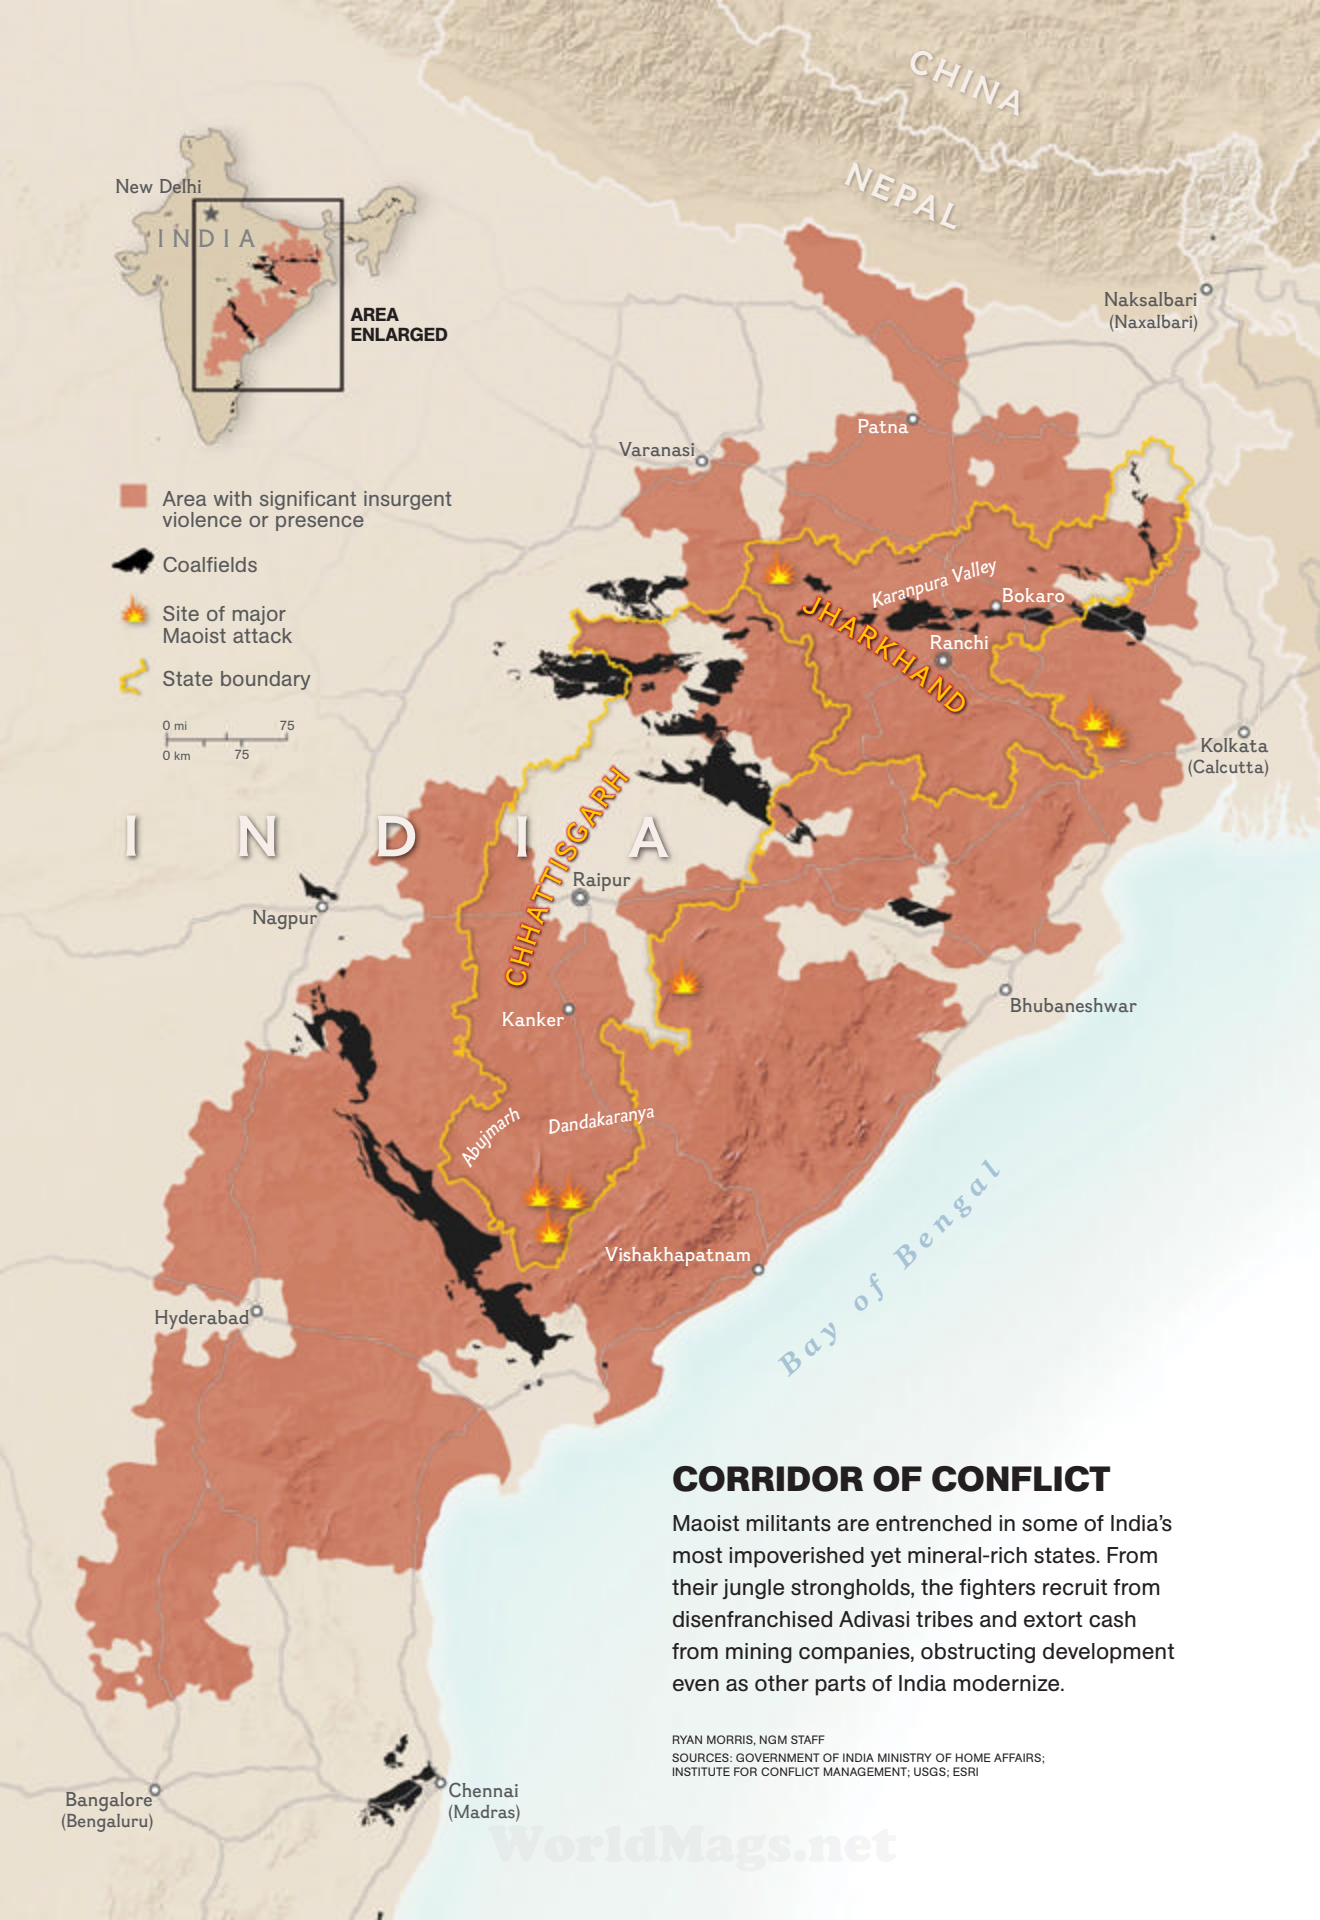 CHINA
NEPAL
New Delhi
INDIA
AREA
ENLARGED
Naksalbari
(Naxalbari)
Patna
Varanasi
Area with significant insurgent
violence or presence
Coalfields
Site of major
Maoist attack
State boundary
0 mi 75
0 km 75
Karanpura Valley
Bokaro
JHARKHAND
Ranchi
Kolkata
(Calcutta)
INDIA
CHHATTISGARH
Raipur
Nagpur
Bhubaneshwar
Kanker
Abujmarh
Dandakaranya
Vishakhapatnam
Bay of Bengal
Hyderabad
CORRIDOR OF CONFLICT
Maoist militants are entrenched in some of India’s
most impoverished yet mineral-rich states. From
their jungle strongholds, the fighters recruit from
disenfranchised Adivasi tribes and extort cash
from mining companies, obstructing development
even as other parts of India modernize.
RYAN MORRIS, NGM STAFF
SOURCES: GOVERNMENT OF INDIA MINISTRY OF HOME AFFAIRS;
INSTITUTE FOR CONFLICT MANAGEMENT; USGS; ESRI
Bangalore
(Bengaluru)
Chennai
(Madras)
WorldMags.net